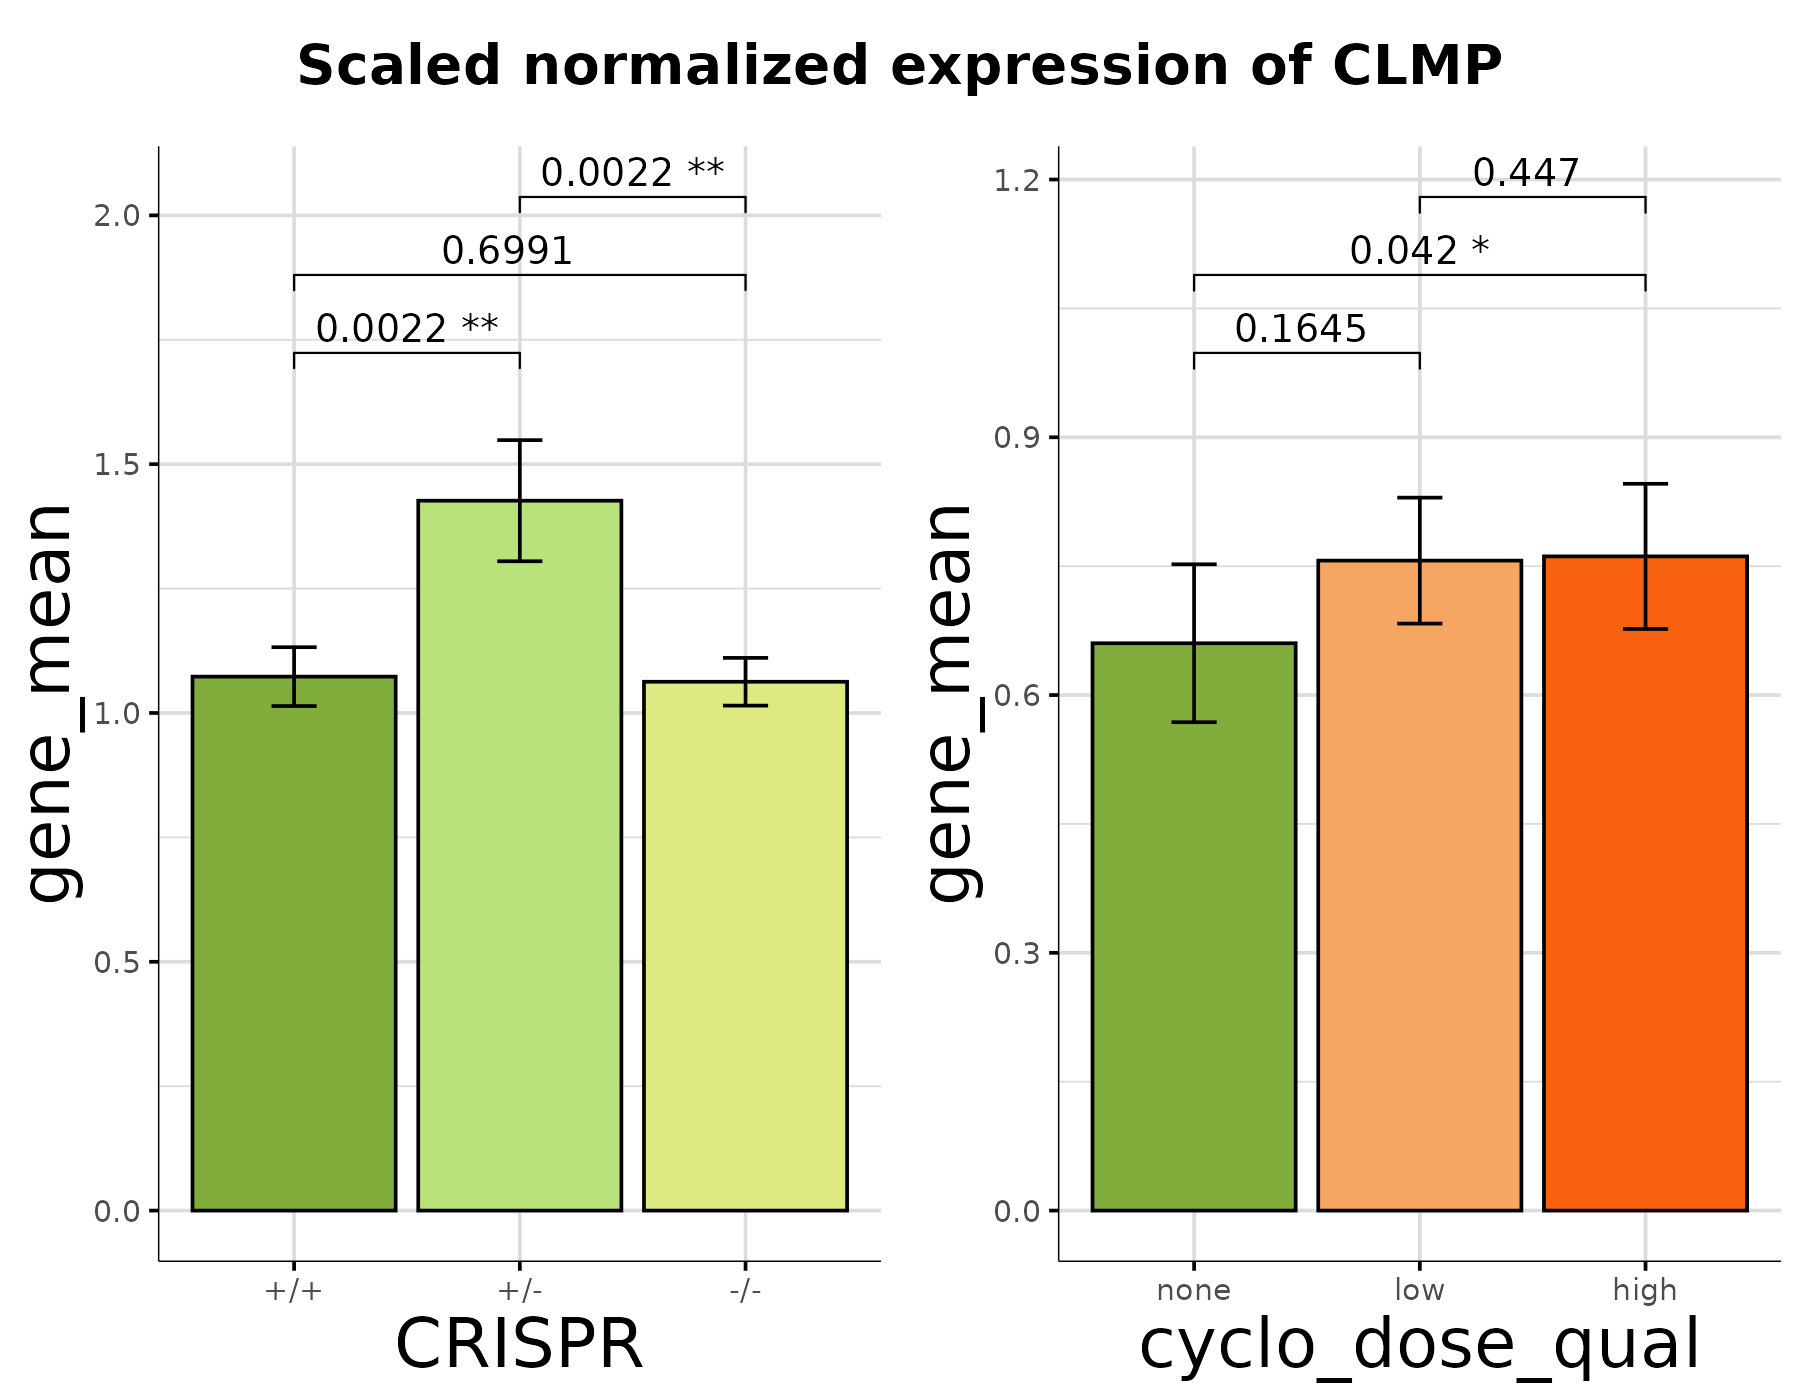 Scaled normalized expression of CLMP
gene_mean
2.0
1.5
1.0
0.5
0.0
0.0022 **
0.6991
0.0022 **
+/+
+/-
-/-
CRISPR
gene_mean
1.2
0.9
0.6
0.3
0.0
0.447
0.042 *
0.1645
none
low
high
cyclo_dose_qual